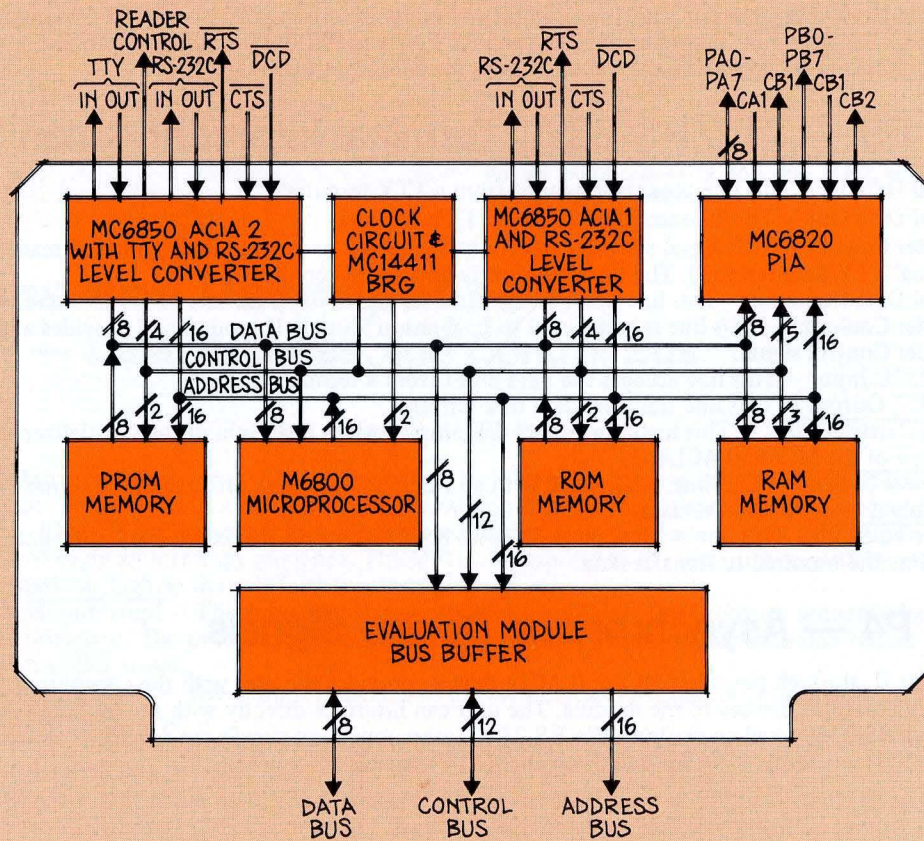 READER
CONTROL
RTS
TTY
RS-232C
DCD
IN OUT
IN OUT
CTS
RTS
RS-232C
DCD
IN OUT
CTS
PA0-
PA7
CA1
CB1
PB0-
PB7
CB1
CB2
8
MC6850 ACIA 2
WITH TTY AND RS-232C
LEVEL CONVERTER
CLOCK
CIRCUIT &
MC14411
BRG
MC6850 ACIA 1
AND RS-232C
LEVEL
CONVERTER
MC6820
PIA
8
4
16
DATA BUS
8
4
16
8
5
16
CONTROL BUS
ADDRESS BUS
8
2
16
8
16
2
8
2
16
8
3
16
PROM
MEMORY
M6800
MICROPROCESSOR
ROM
MEMORY
RAM
MEMORY
8
12
16
EVALUATION MODULE
BUS BUFFER
8
12
16
DATA
BUS
CONTROL
BUS
ADDRESS
BUS